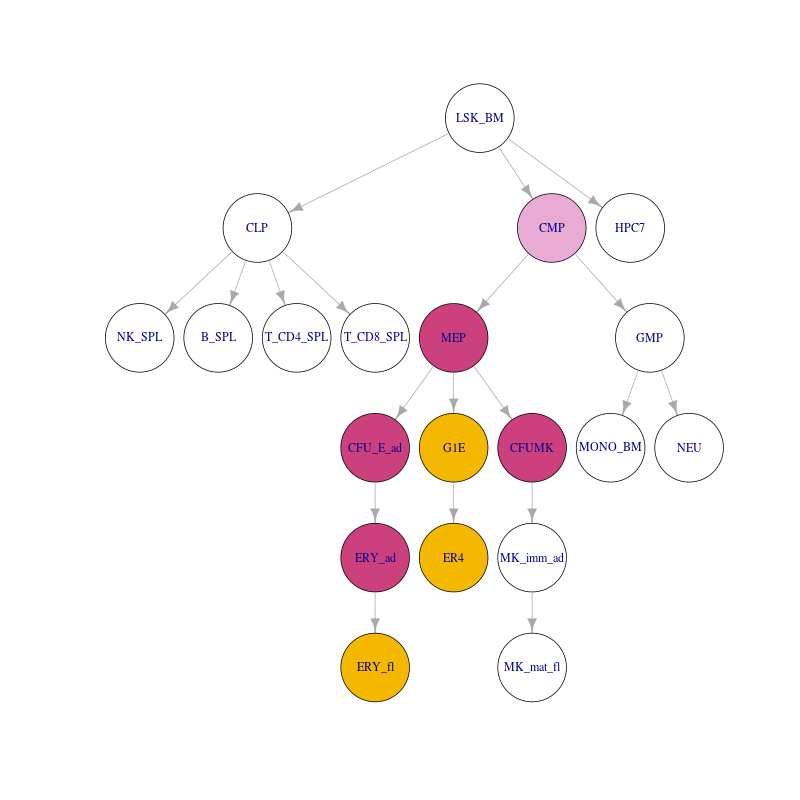 LSK_BM
CLP
CMP
HPC7
NK_SPL
B_SPL
T_CD4_SPL
T_CD8_SPL
MEP
GMP
CFU_E_ad
G1E
CFUMK
MONO_BM
NEU
ERY_ad
ER4
MK_imm_ad
ERY_fl
MK_mat_fl